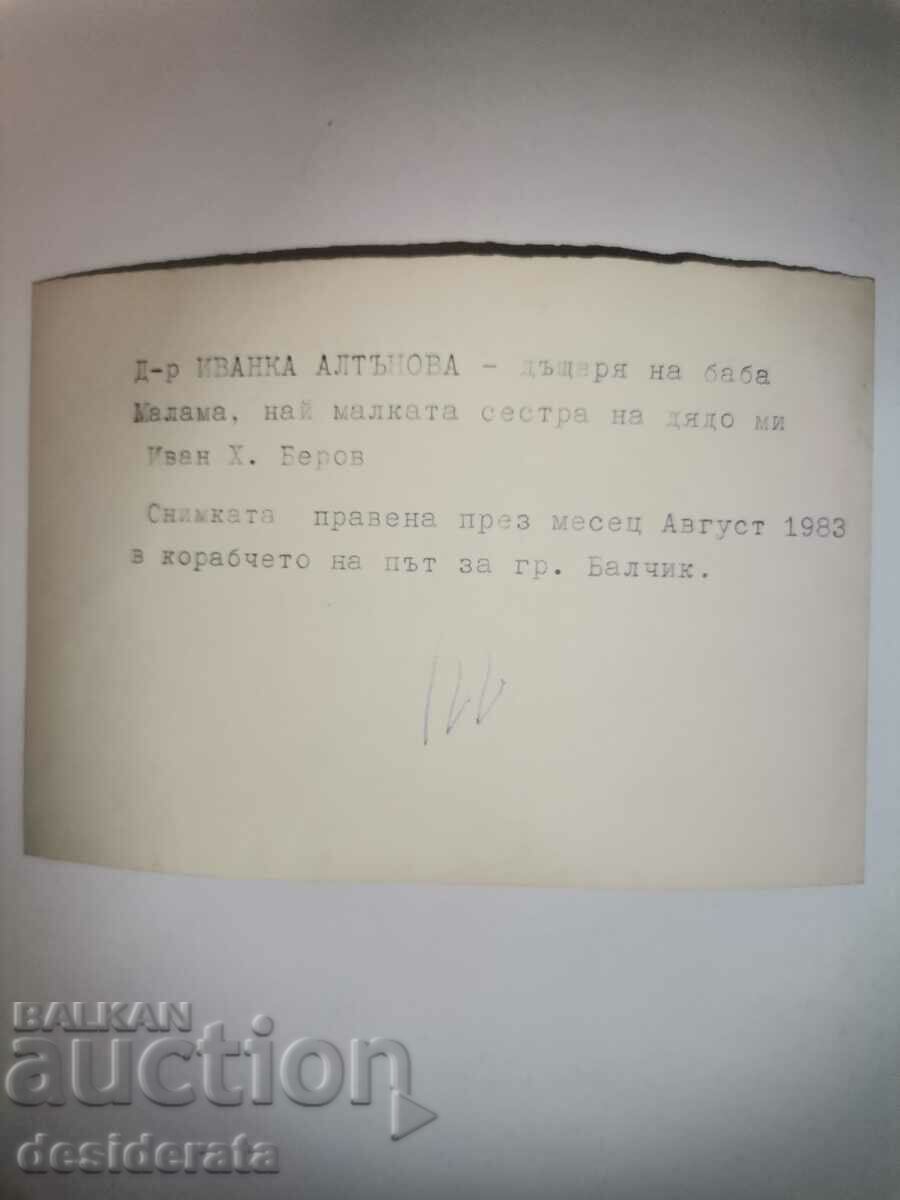 Д-р ИВАНКА АЛТЪНОВА - дъщаря на баба
Малама, най малката сестра на дядо ми
Иван Х. Беров
Снимката правена през месец Август 1983
в корабчето на път за гр. Балчик.
BALKAN
auction
desiderata